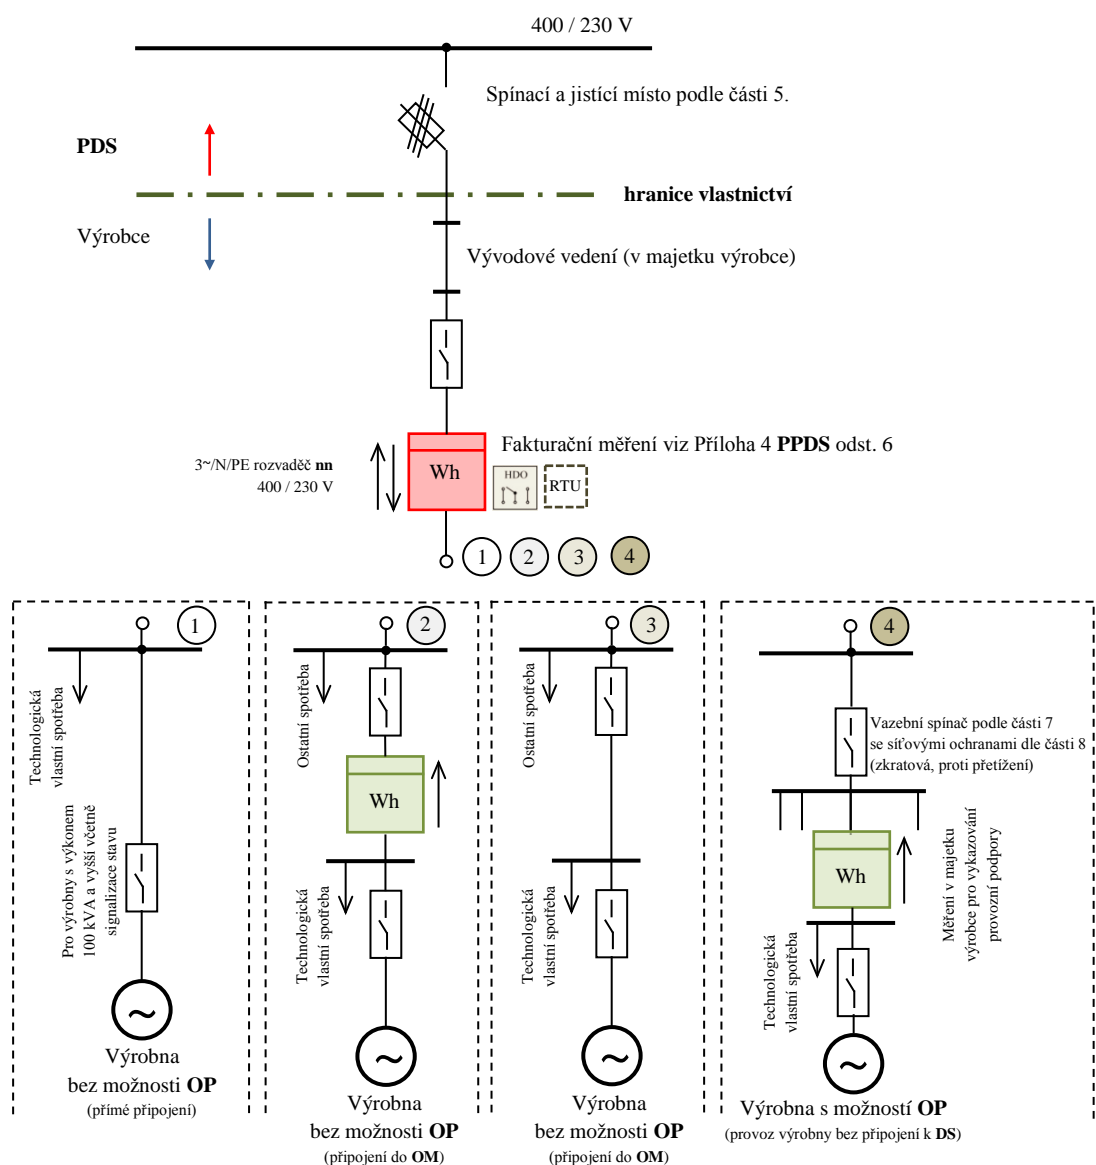 400 / 230 V
Spínací a jistící místo podle části 5.
PDS
hranice vlastnictví
Výrobce
Vývodové vedení (v majetku výrobce)
Fakturační měření viz Příloha 4 PPDS odst. 6
3~/N/PE rozvaděč nn
400 / 230 V
Wh
HDO
RTU
1
2
3
4
1
Technologická
vlastní spotřeba
Pro výrobny s výkonem
100 kVA a vyšší včetně
signalizace stavu
~
Výrobna
bez možnosti OP
(přímé připojení)
2
Ostatní spotřeba
Wh
Technologická
vlastní spotřeba
~
Výrobna
bez možnosti OP
(připojení do OM)
3
Ostatní spotřeba
Technologická
vlastní spotřeba
~
Výrobna
bez možnosti OP
(připojení do OM)
4
Vazební spínač podle části 7
se síťovými ochranami dle části 8
(zkratová, proti přetížení)
Wh
Měření v majetku
výrobce pro vykazování
provozní podpory
Technologická
vlastní spotřeba
~
Výrobna s možností OP
(provoz výrobny bez připojení k DS)